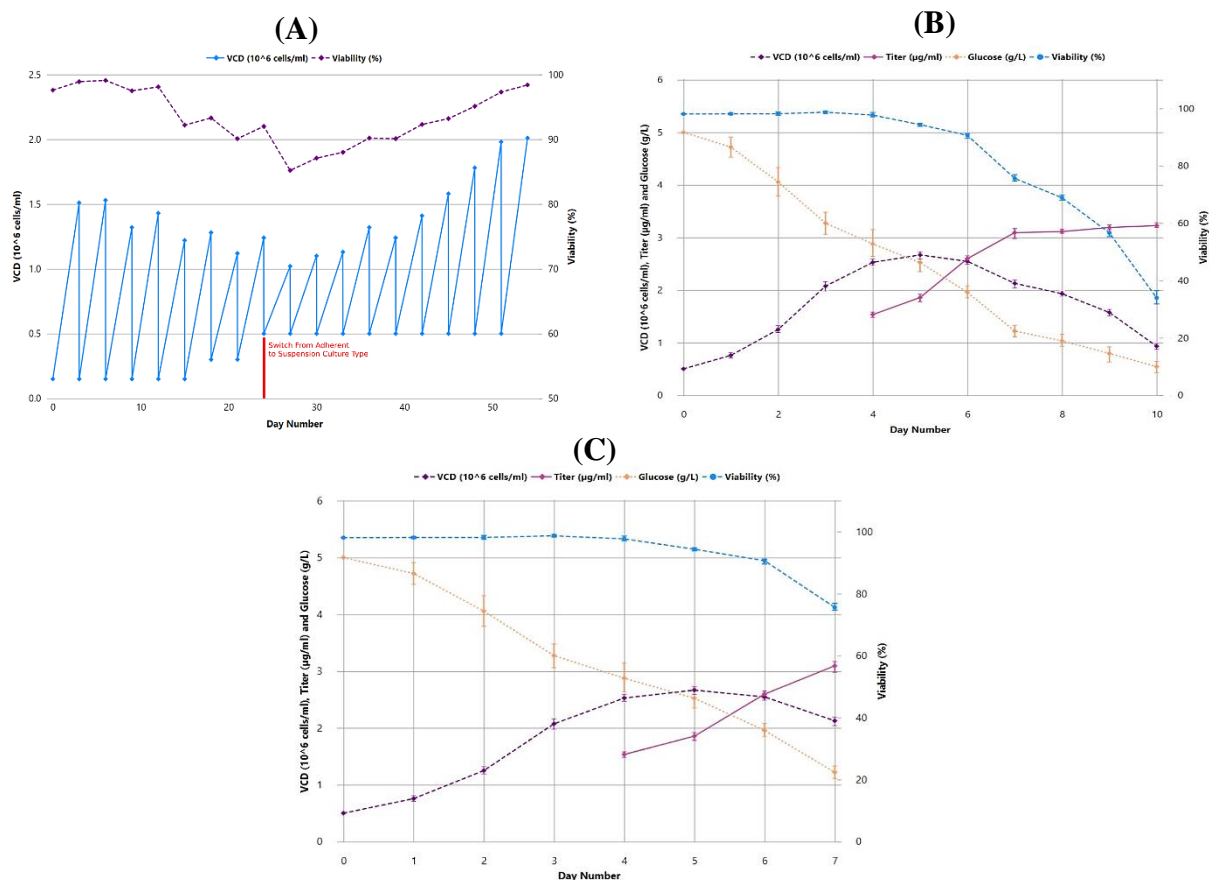 (A)
VCD (10^6 cells/ml) Viability (%)
2.5
2.0
1.5
1.0
0.5
0.0
VCD (10^6 cells/ml)
100
90
80
70
60
50
Viability (%)
Switch From Adherent
to Suspension Culture Type
0 10 20 30 40 50
Day Number
(B)
VCD (10^6 cells/ml) Titer (µg/ml) Glucose (g/L) Viability (%)
6
5
4
3
2
1
0
VCD (10^6 cells/ml), Titer (µg/ml) and Glucose (g/L)
100
80
60
40
20
0
Viability (%)
0 2 4 6 8 10
Day Number
(C)
VCD (10^6 cells/ml) Titer (µg/ml) Glucose (g/L) Viability (%)
6
5
4
3
2
1
0
VCD (10^6 cells/ml), Titer (µg/ml) and Glucose (g/L)
100
80
60
40
20
0
Viability (%)
0 1 2 3 4 5 6 7
Day Number